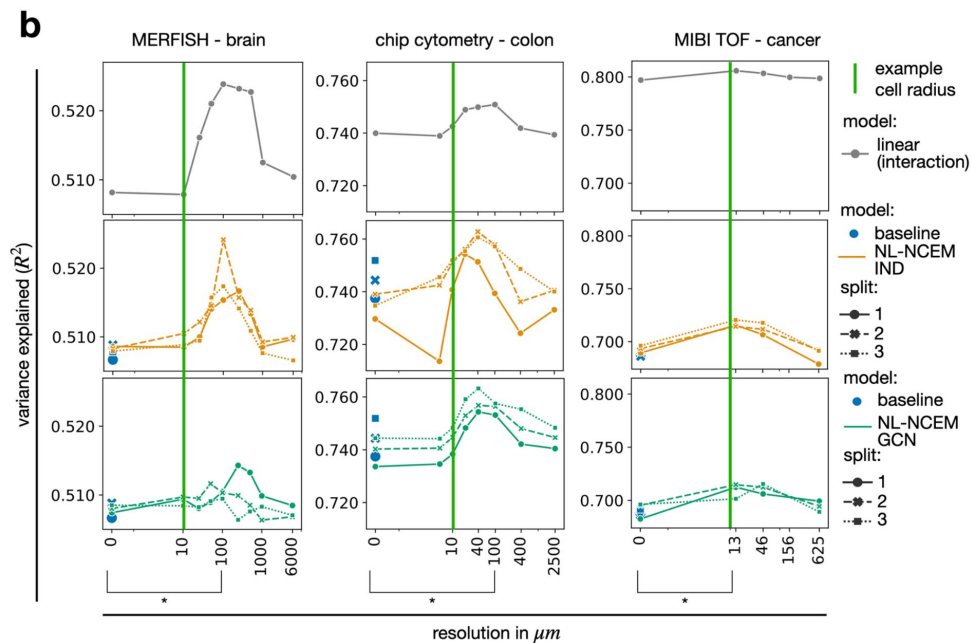 b
MERFISH - brain
chip cytometry - colon
MIBI TOF - cancer
variance explained (R²)
0.520
0.510
0.760
0.740
0.720
0.800
0.750
0.700
example
cell radius
model:
linear
(interaction)
0.520
0.510
0.760
0.740
0.720
0.800
0.750
0.700
model:
baseline
NL-NCEM
IND
split:
1
2
3
0.520
0.510
0.760
0.740
0.720
0.800
0.750
0.700
model:
baseline
NL-NCEM
GCN
split:
1
2
3
0 10 100 1000 6000
0 10 40 100 400 2500
0 13 46 156 625
* * *
resolution in μm